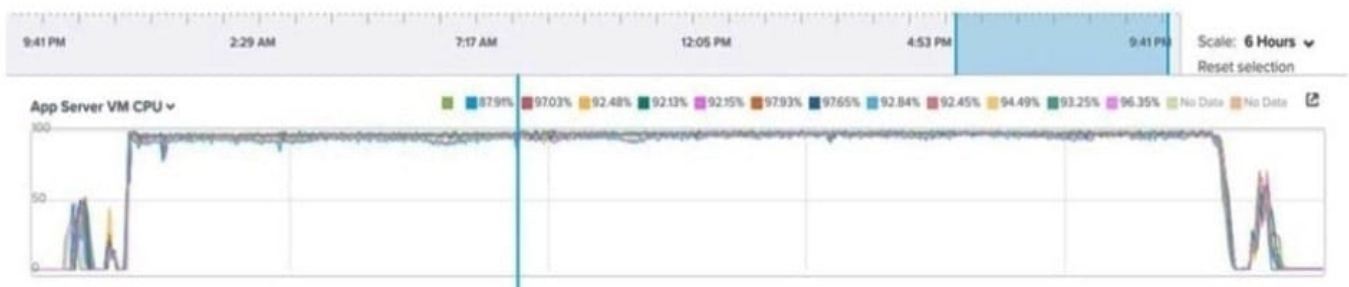 9:41 PM 2:29 AM 7:17 AM 12:05 PM 4:53 PM 9:41 PM Scale: 6 Hours
Reset selection
App Server VM CPU 87.91% 97.03% 92.48% 92.13% 92.15% 97.93% 97.65% 92.84% 92.45% 94.49% 93.25% 96.35% No Data No Data
100
50
0